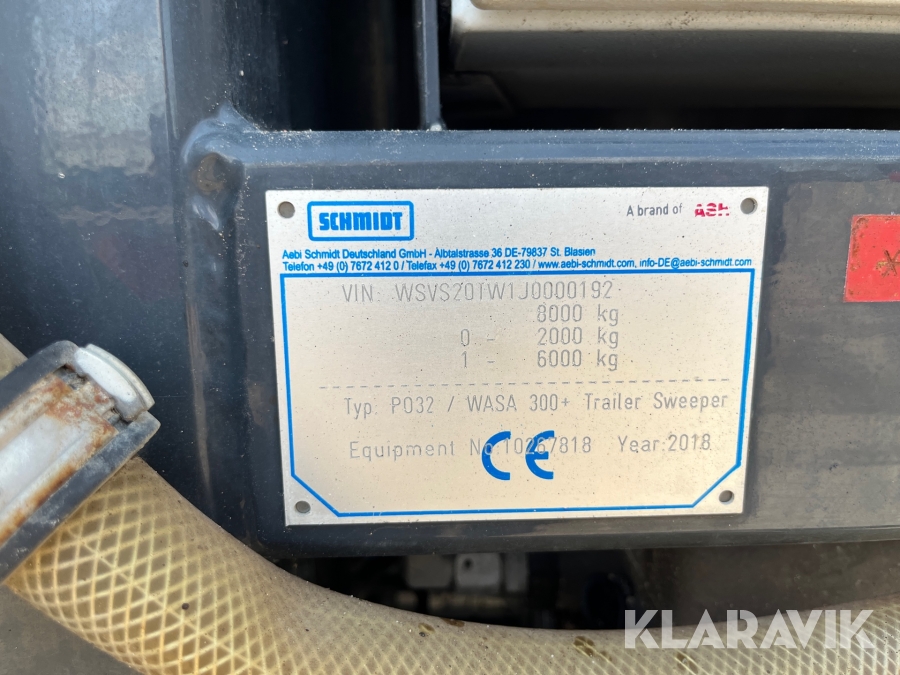 SCHMIDT
A brand of ASH
Aebi Schmidt Deutschland GmbH - Albtalstrasse 36 DE-79837 St. Blasien
Telefon +49 (0) 7672 412 0 / Telefax +49 (0) 7672 412 230 / www.aebi-schmidt.com, info-DE@aebi-schmidt.com
VIN: WSVS20TW1J0000192
8000 kg
0 - 2000 kg
1 - 6000 kg
Typ: P032 / WASA 300+ Trailer Sweeper
Equipment No:10267818 Year:2018
CE
KLARAVIK